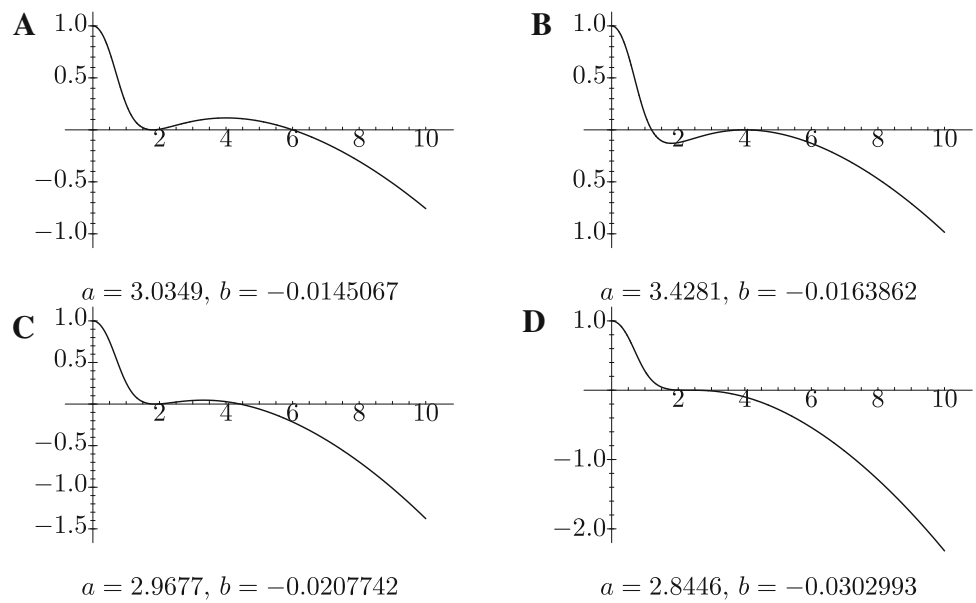 A
1.0
0.5
−0.5
−1.0
2 4 6 8 10
a = 3.0349, b = −0.0145067
B
1.0
0.5
−0.5
1.0
2 4 6 8 10
a = 3.4281, b = −0.0163862
C
1.0
0.5
−0.5
−1.0
−1.5
2 4 6 8 10
a = 2.9677, b = −0.0207742
D
1.0
−1.0
−2.0
2 4 6 8 10
a = 2.8446, b = −0.0302993